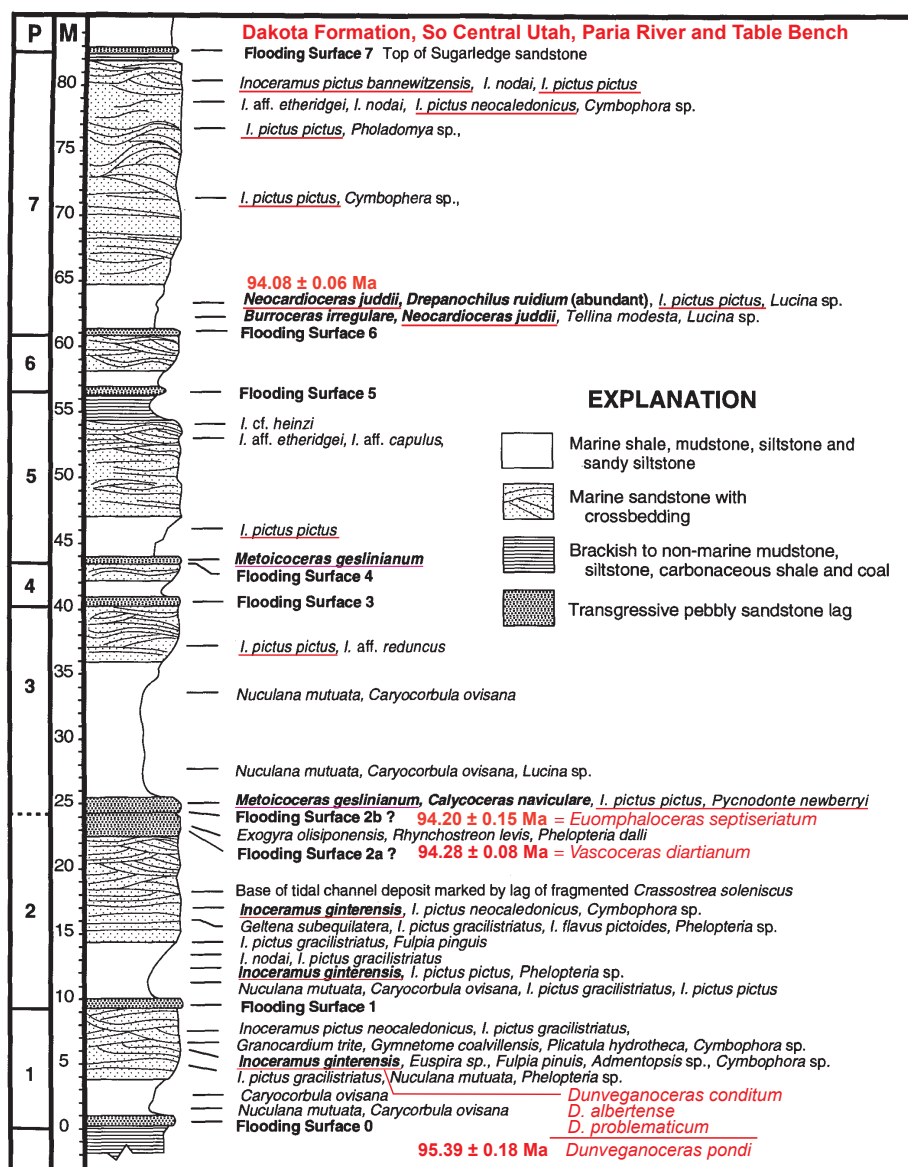 P M
Dakota Formation, So Central Utah, Paria River and Table Bench
Flooding Surface 7 Top of Sugarledge sandstone
80
Inoceramus pictus bannewitzensis, I. nodai, I. pictus pictus
I. aff. etheridgei, I. nodai, I. pictus neocaledonicus, Cymbophora sp.
I. pictus pictus, Pholadomya sp.,
75
7
70
I. pictus pictus, Cymbophera sp.,
65
94.08 ± 0.06 Ma
Neocardioceras juddii, Drepanochilus ruidium (abundant), I. pictus pictus, Lucina sp.
Burroceras irregulare, Neocardioceras juddii, Tellina modesta, Lucina sp.
Flooding Surface 6
60
6
Flooding Surface 5
55
I. cf. heinzi
I. aff. etheridgei, I. aff. capulus,
5
50
I. pictus pictus
45
Metoicoceras geslinianum
Flooding Surface 4
4
Flooding Surface 3
40
I. pictus pictus, I. aff. reduncus
35
3
Nuculana mutuata, Caryocorbula ovisana
30
Nuculana mutuata, Caryocorbula ovisana, Lucina sp.
25
Metoicoceras geslinianum, Calycoceras naviculare, I. pictus pictus, Pycnodonte newberryi
Flooding Surface 2b ? 94.20 ± 0.15 Ma = Euomphaloceras septiseriatum
Exogyra olisiponensis, Rhynchostreon levis, Phelopteria dalli
Flooding Surface 2a ? 94.28 ± 0.08 Ma = Vascoceras diartianum
20
Base of tidal channel deposit marked by lag of fragmented Crassostrea soleniscus
2
Inoceramus ginterensis, I. pictus neocaledonicus, Cymbophora sp.
Geltena subequilatera, I. pictus gracilistriatus, I. flavus pictoides, Phelopteria sp.
15
I. pictus gracilistriatus, Fulpia pinguis
I. nodai, I. pictus gracilistriatus
Inoceramus ginterensis, I. pictus pictus, Phelopteria sp.
Nuculana mutuata, Caryocorbula ovisana, I. pictus gracilistriatus, I. pictus pictus
10
Flooding Surface 1
Inoceramus pictus neocaledonicus, I. pictus gracilistriatus,
Granocardium trite, Gymnetome coalvillensis, Plicatula hydrotheca, Cymbophora sp.
5
Inoceramus ginterensis, Euspira sp., Fulpia pinuis, Admentopsis sp., Cymbophora sp.
I. pictus gracilistriatus, Nuculana mutuata, Phelopteria sp.
1
Caryocorbula ovisana
Nuculana mutuata, Carycorbula ovisana
0
Flooding Surface 0
Dunveganoceras conditum
D. albertense
D. problematicum
95.39 ± 0.18 Ma Dunveganoceras pondi
EXPLANATION
Marine shale, mudstone, siltstone and
sandy siltstone
Marine sandstone with
crossbedding
Brackish to non-marine mudstone,
siltstone, carbonaceous shale and coal
Transgressive pebbly sandstone lag